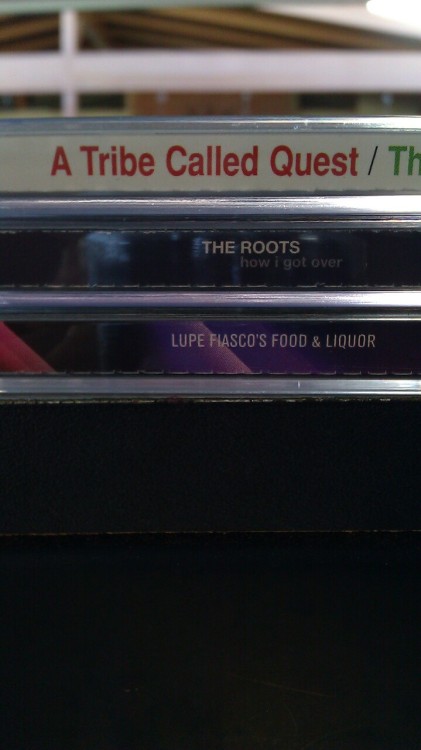 A Tribe Called Quest / Th
THE ROOTS
how i got over
LUPE FIASCO'S FOOD & LIQUOR